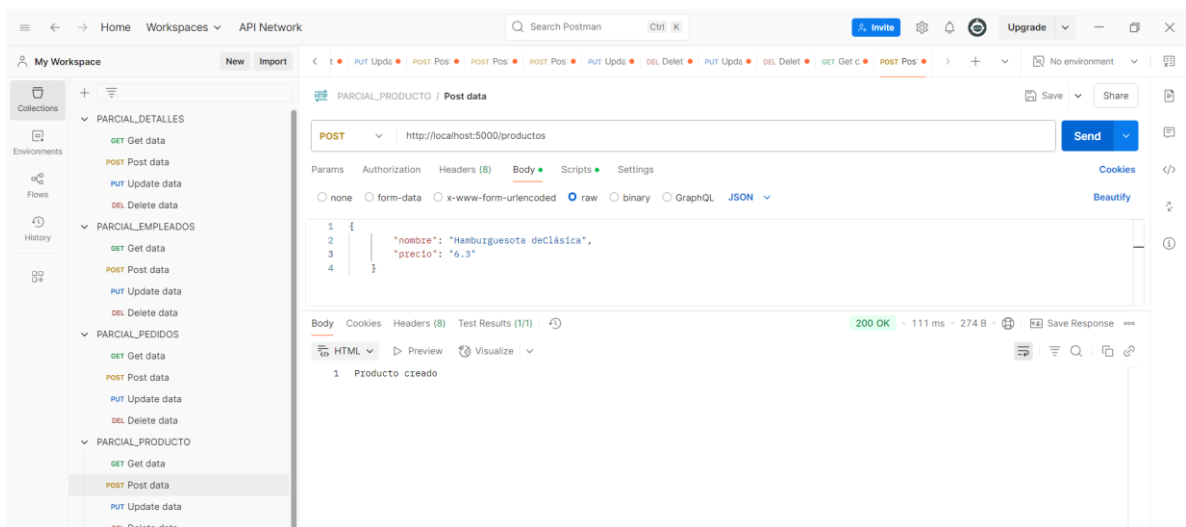 Home Workspaces API Network Search Postman Ctrl K Invite Upgrade
My Workspace New Import PUT Upda POST Pos POST Pos POST Pos PUT Upda DEL Delet PUT Upda DEL Delet GET Get c POST Pos No environment
Collections
Environments
Flows
History
PARCIAL_DETALLES
GET Get data
POST Post data
PUT Update data
DEL Delete data
PARCIAL_EMPLEADOS
GET Get data
POST Post data
PUT Update data
DEL Delete data
PARCIAL_PEDIDOS
GET Get data
POST Post data
PUT Update data
DEL Delete data
PARCIAL_PRODUCTO
GET Get data
POST Post data
PUT Update data
DEL Delete data
HTTP PARCIAL_PRODUCTO / Post data Save Share
POST http://localhost:5000/productos Send
Params Authorization Headers (8) Body Scripts Settings Cookies
none form-data x-www-form-urlencoded raw binary GraphQL JSON Beautify
1 {
2 "nombre": "Hamburguesota deClásica",
3 "precio": "6.3"
4 }
Body Cookies Headers (8) Test Results (1/1) 200 OK 111 ms 274 B Save Response
HTML Preview Visualize
1 Producto creado